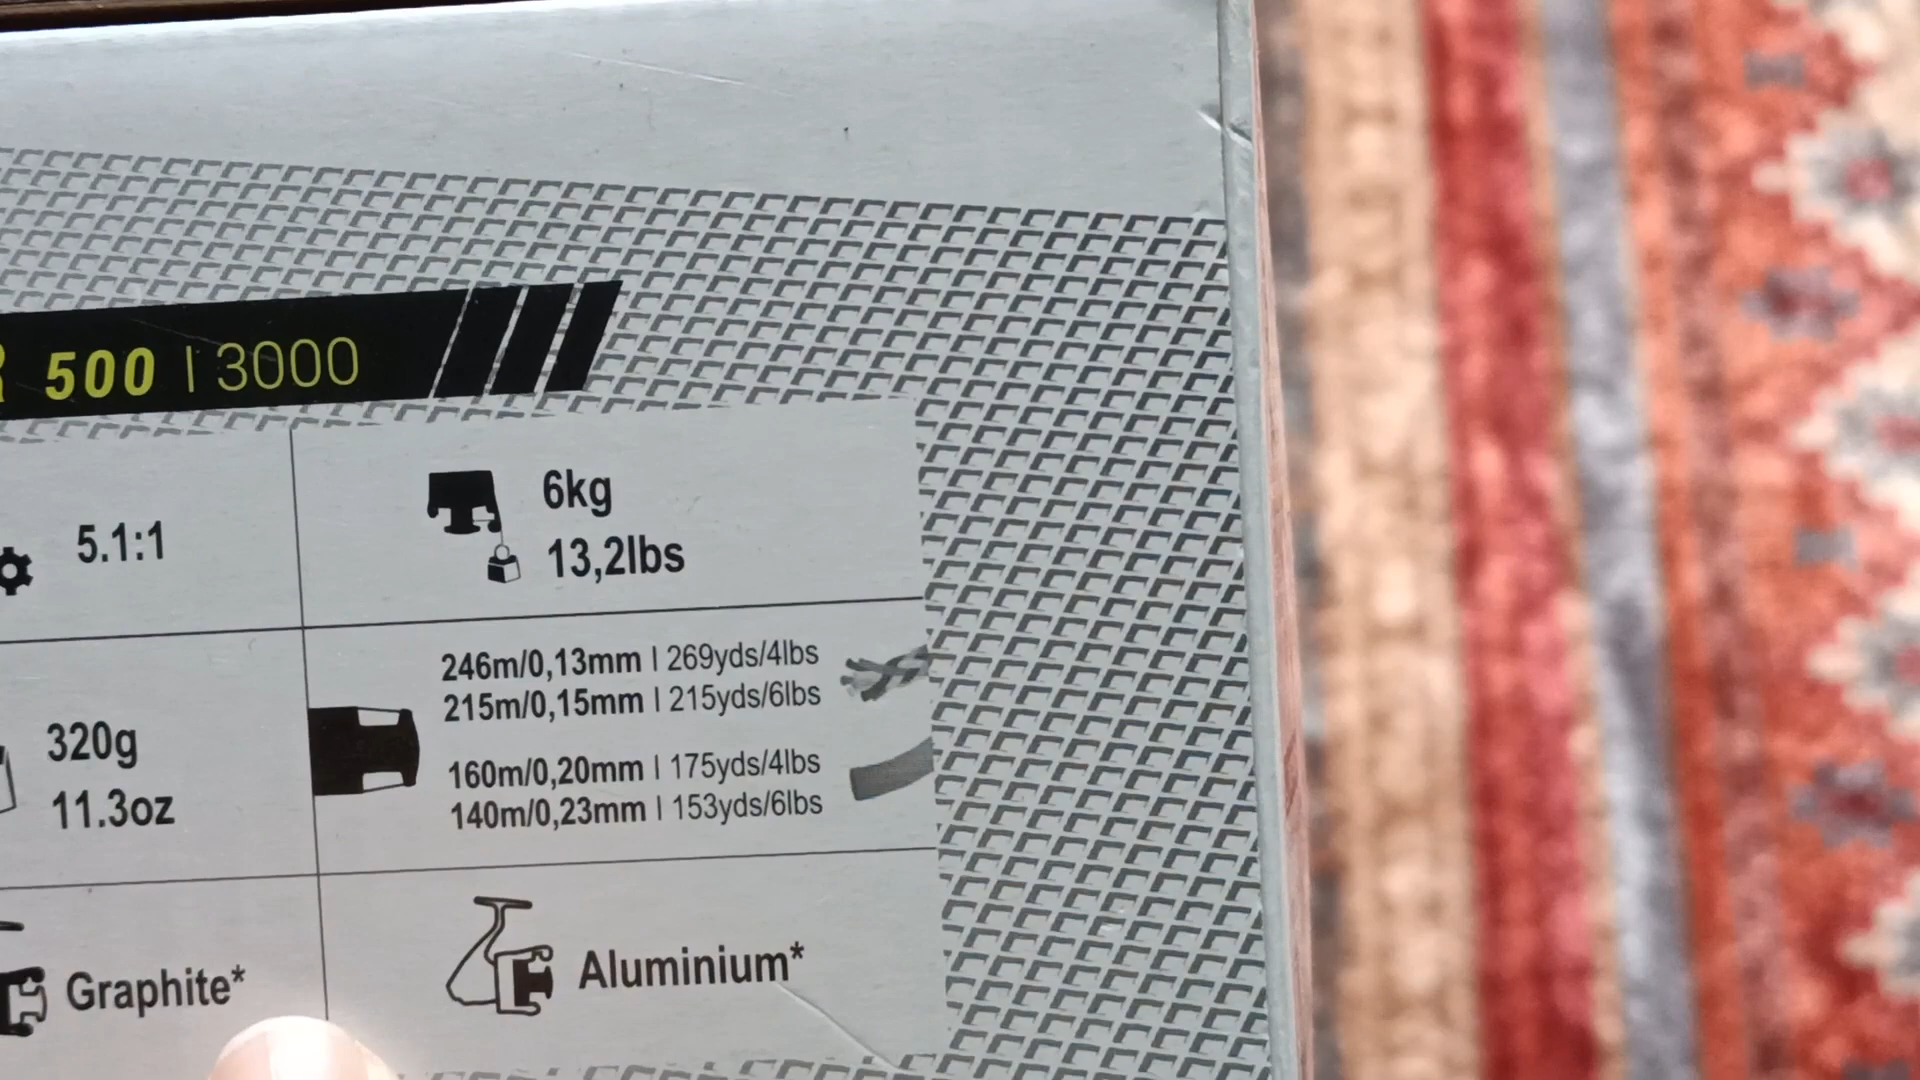 500 | 3000
5.1:1
6kg
13,2lbs
320g
11.3oz
246m/0,13mm | 269yds/4lbs
215m/0,15mm | 215yds/6lbs
160m/0,20mm | 175yds/4lbs
140m/0,23mm | 153yds/6lbs
Graphite*
Aluminium*